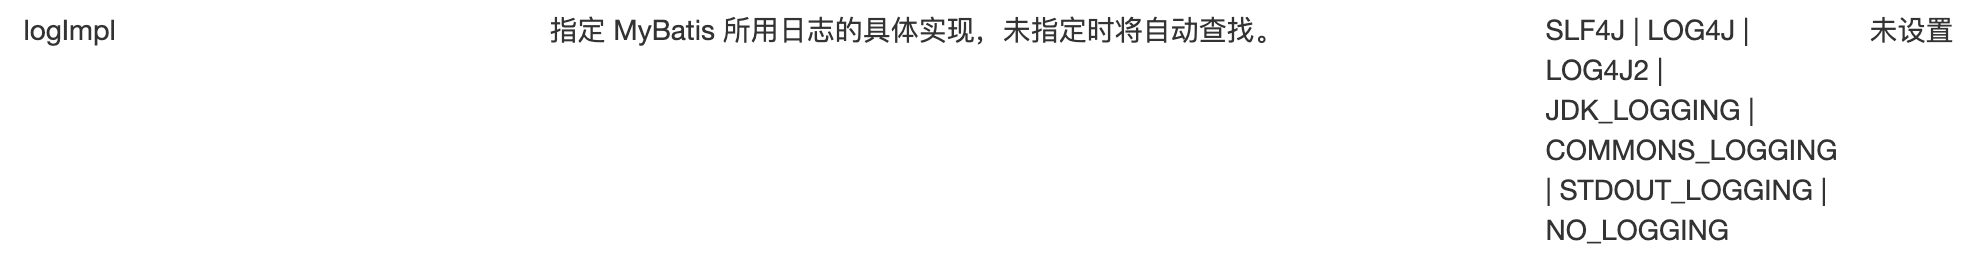 logImpl 指定 MyBatis 所用日志的具体实现，未指定时将自动查找。 SLF4J | LOG4J | 未设置
LOG4J2 |
JDK_LOGGING |
COMMONS_LOGGING
| STDOUT_LOGGING |
NO_LOGGING